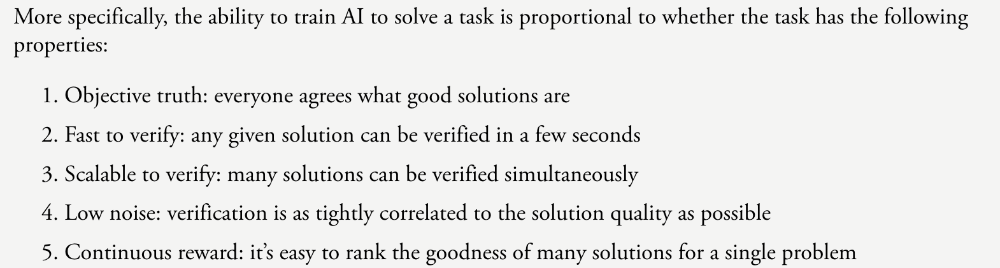 More specifically, the ability to train AI to solve a task is proportional to whether the task has the following
properties:
1. Objective truth: everyone agrees what good solutions are
2. Fast to verify: any given solution can be verified in a few seconds
3. Scalable to verify: many solutions can be verified simultaneously
4. Low noise: verification is as tightly correlated to the solution quality as possible
5. Continuous reward: it’s easy to rank the goodness of many solutions for a single problem